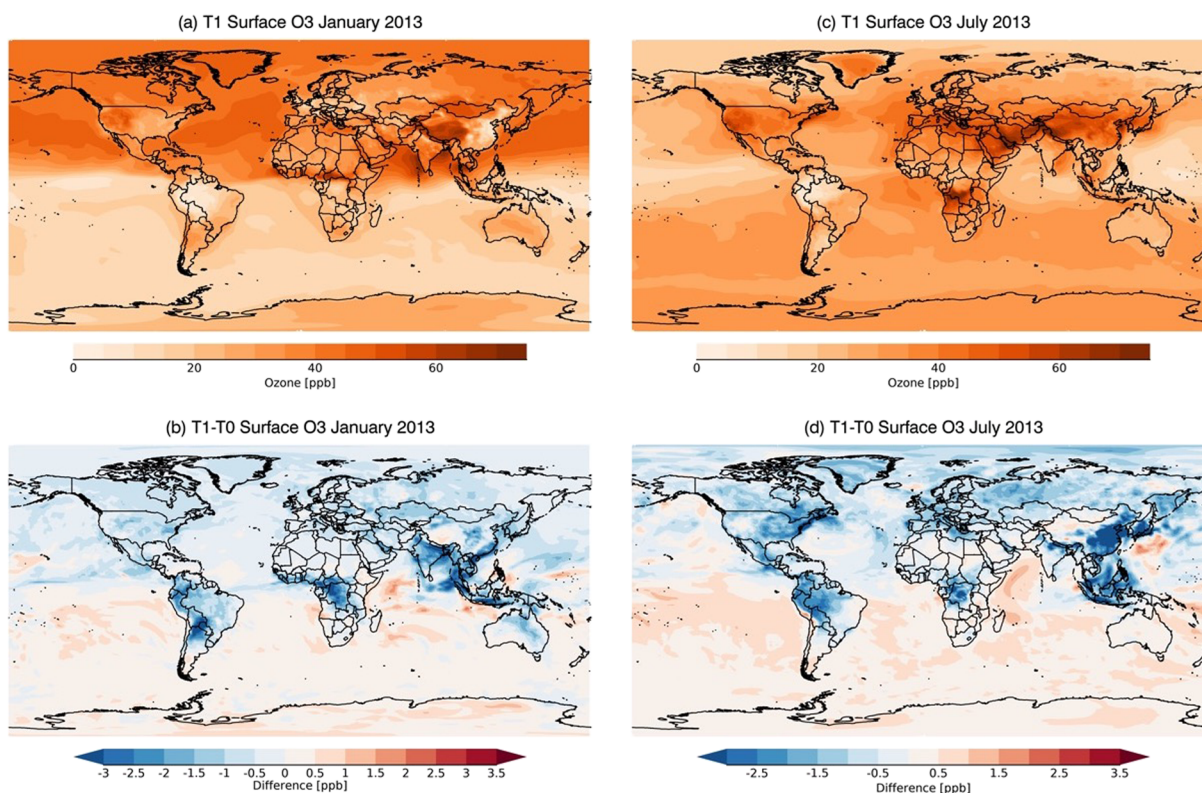 (a) T1 Surface O3 January 2013
(c) T1 Surface O3 July 2013
0 20 40 60
Ozone [ppb]
0 20 40 60
Ozone [ppb]
(b) T1-T0 Surface O3 January 2013
(d) T1-T0 Surface O3 July 2013
-3 -2.5 -2 -1.5 -1 -0.5 0 0.5 1 1.5 2 2.5 3 3.5
Difference [ppb]
-2.5 -1.5 -0.5 0.5 1.5 2.5 3.5
Difference [ppb]